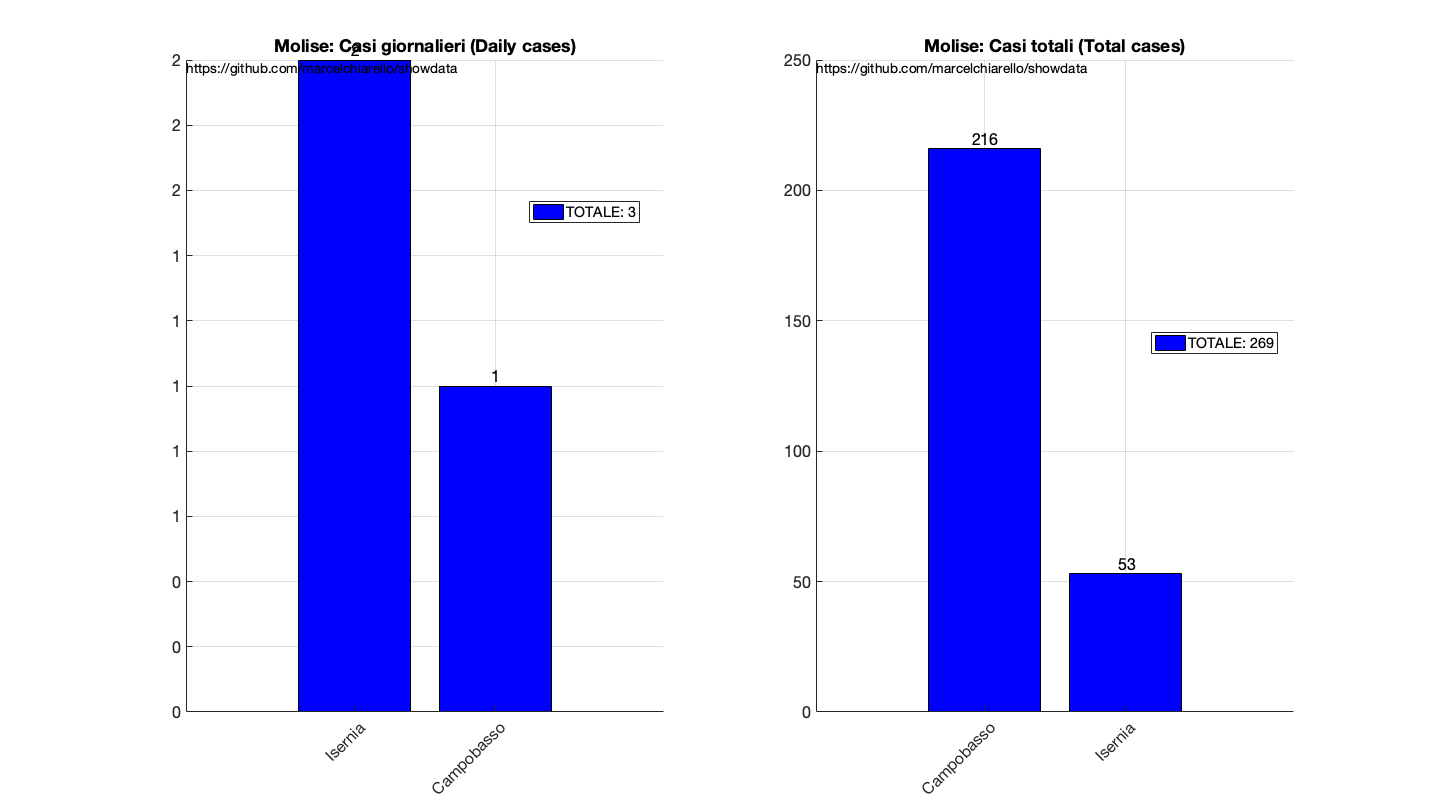 Molise: Casi giornalieri (Daily cases)
2
https://github.com/marcelchiarello/showdata
2
2
2
1
1
1
1
1
0
0
0
1
TOTALE: 3
Isernia
Campobasso
Molise: Casi totali (Total cases)
https://github.com/marcelchiarello/showdata
250
200
150
100
50
0
216
53
TOTALE: 269
Campobasso
Isernia